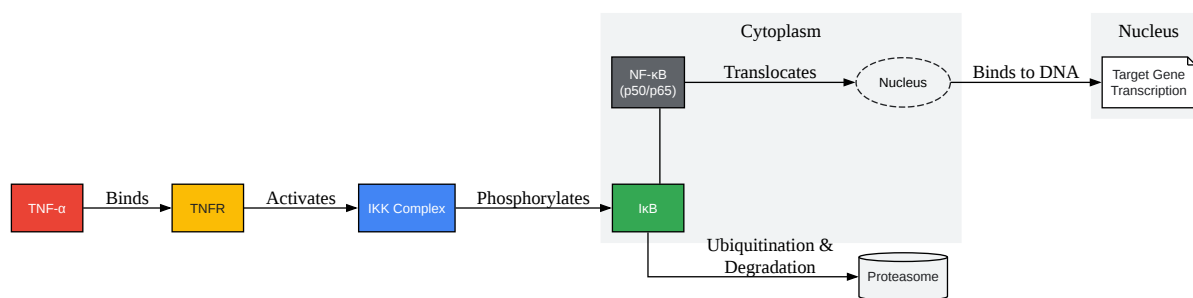 Cytoplasm
Nucleus
NF-κB
(p50/p65)
Translocates
Nucleus
Binds to DNA
Target Gene
Transcription
TNF-α
Binds
TNFR
Activates
IKK Complex
Phosphorylates
IκB
Ubiquitination &
Degradation
Proteasome